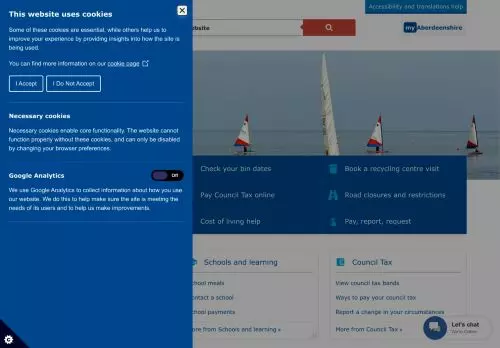 This website uses cookies
Some of these cookies are essential, while others help us to
improve your experience by providing insights into how the site is
being used.
You can find more information on our cookie page
I Accept
I Do Not Accept
Necessary cookies
Necessary cookies enable core functionality. The website cannot
function properly without these cookies, and can only be disabled
by changing your browser preferences.
Google Analytics
Off
We use Google Analytics to collect information about how you use
our website. We do this to help make sure the site is meeting the
needs of its users and to help us make improvements.
Accessibility and translations help
website
my Aberdeenshire
Check your bin dates
Book a recycling centre visit
Pay Council Tax online
Road closures and restrictions
Cost of living help
Pay, report, request
Schools and learning
meals
contact a school
payments
from Schools and learning »
Council Tax
View council tax bands
Ways to pay your council tax
Report a change in your circumstances
More from Council Tax »
Let's chat